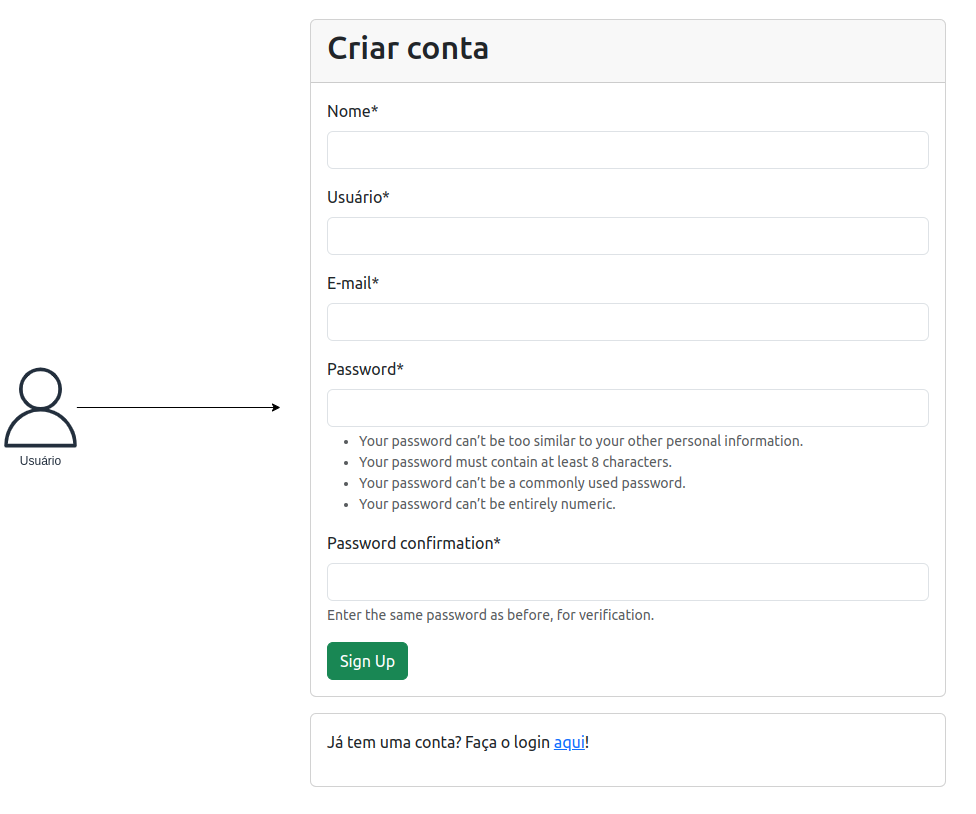 Criar conta
Nome*
Usuário*
E-mail*
Password*
Your password can't be too similar to your other personal information.
Your password must contain at least 8 characters.
Your password can't be a commonly used password.
Your password can't be entirely numeric.
Password confirmation*
Enter the same password as before, for verification.
Sign Up
Já tem uma conta? Faça o login aqui!
Usuário